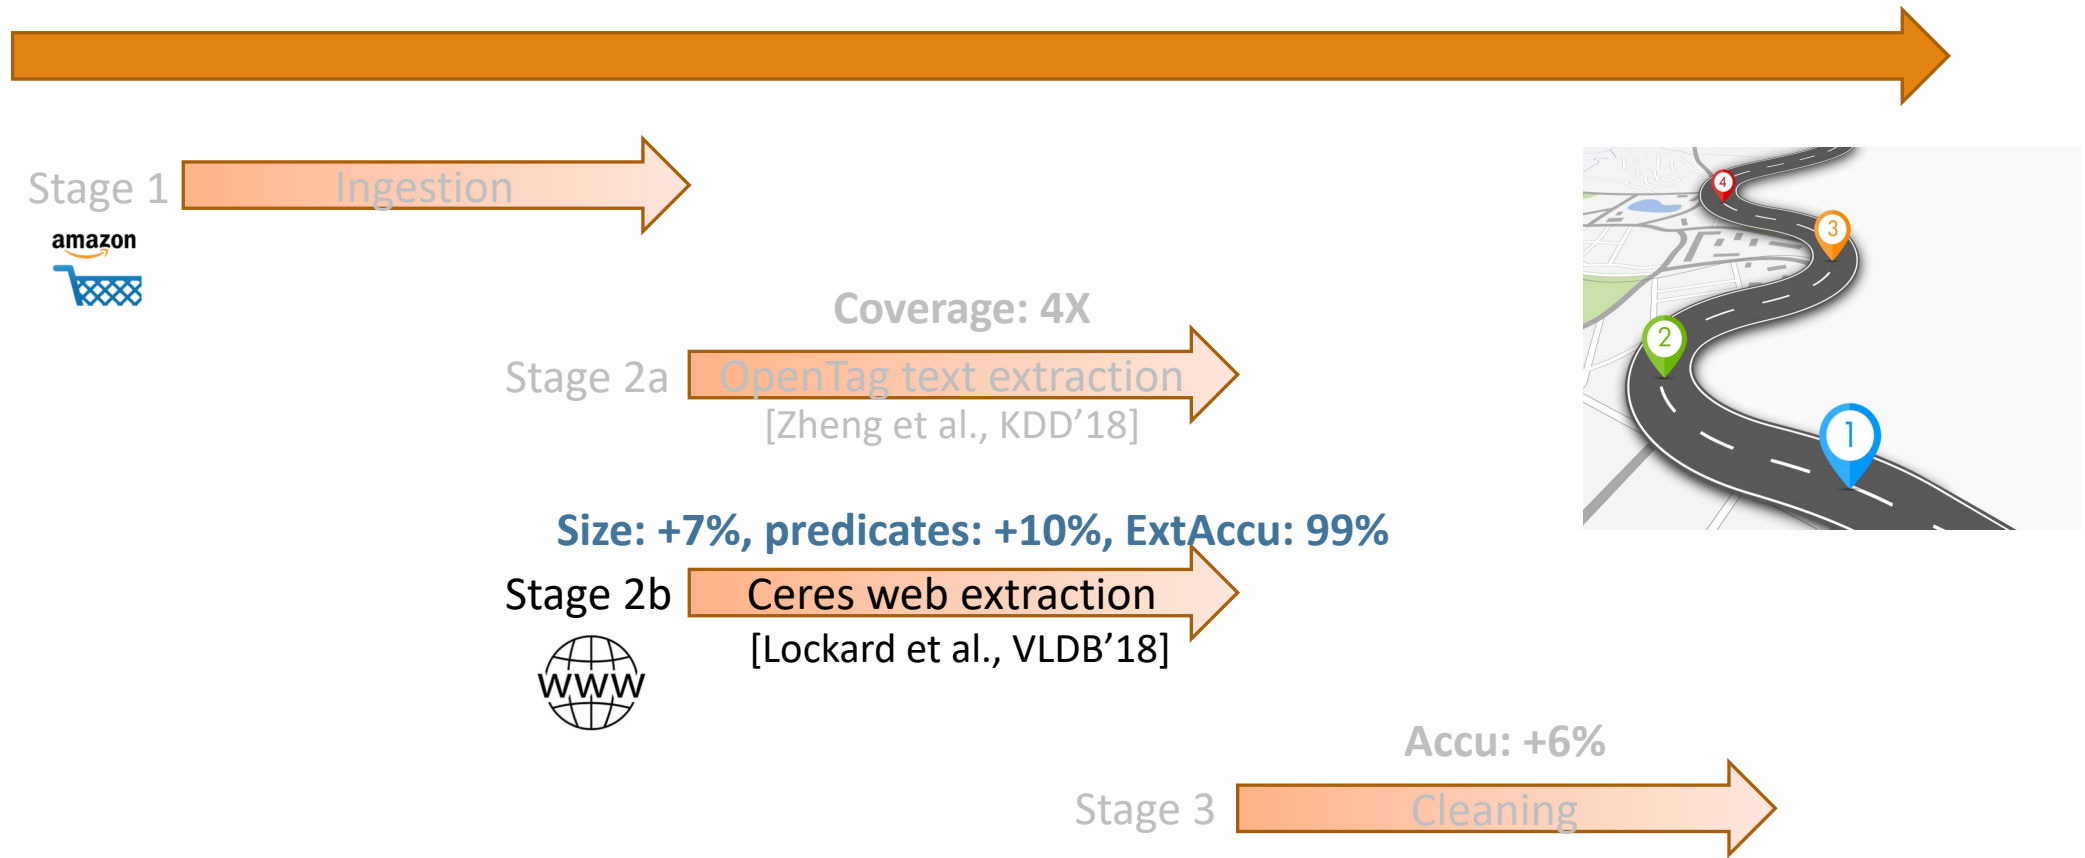 Stage 1
Ingestion
amazon
Coverage: 4X
Stage 2a
OpenTag text extraction
[Zheng et al., KDD’18]
Size: +7%, predicates: +10%, ExtAccu: 99%
Stage 2b
Ceres web extraction
[Lockard et al., VLDB’18]
WWW
Accu: +6%
Stage 3
Cleaning
4
3
2
1